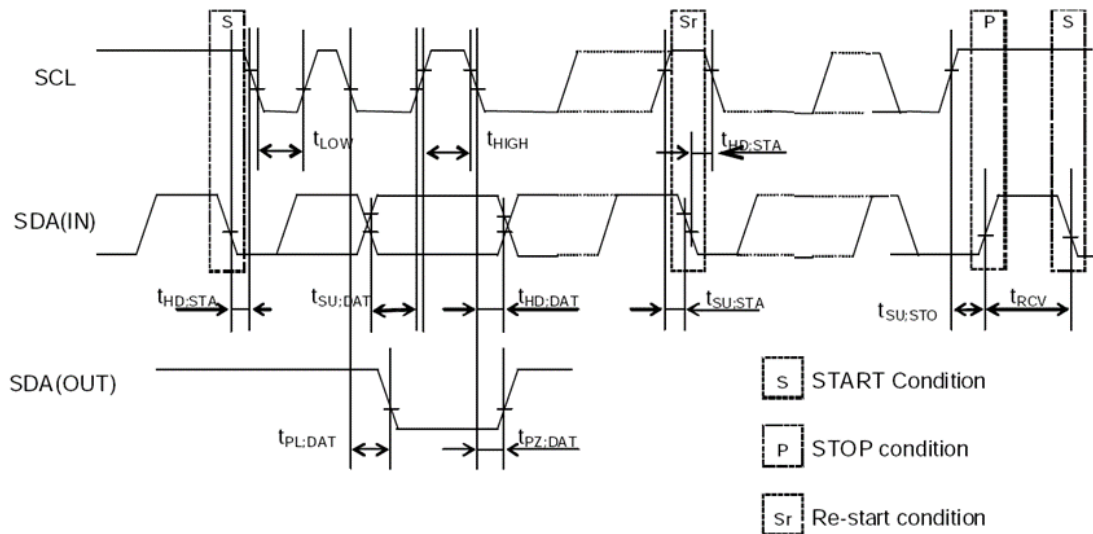 S Sr P S
SCL
tLOW tHIGH tHD;STA
SDA(IN)
tHD;STA tSU;DAT tHD;DAT tSU;STA tSU;STO tRCV
SDA(OUT)
tPL;DAT tPZ;DAT
S START Condition
P STOP condition
Sr Re-start condition